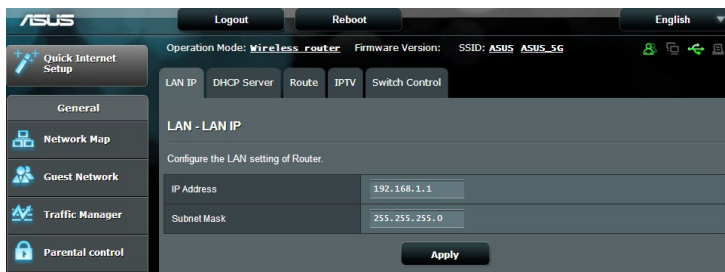 ASUS Logout Reboot English
Operation Mode: Wireless router Firmware Version: SSID: ASUS ASUS_5G
Quick Internet
Setup
LAN IP DHCP Server Route IPTV Switch Control
General
LAN - LAN IP
Network Map
Configure the LAN setting of Router.
Guest Network
IP Address 192.168.1.1
Traffic Manager
Subnet Mask 255.255.255.0
Parental control
Apply